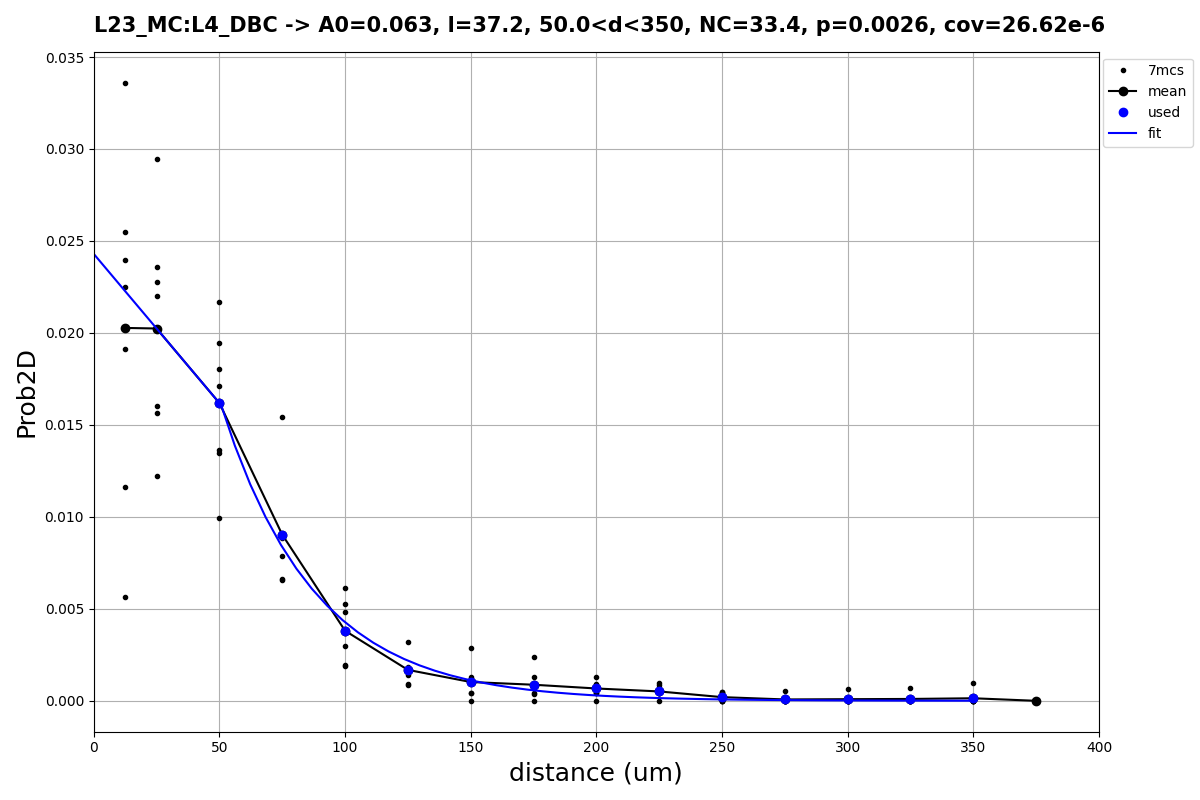 L23_MC:L4_DBC -> A0=0.063, l=37.2, 50.0<d<350, NC=33.4, p=0.0026, cov=26.62e-6
0.035
0.030
0.025
0.020
0.015
0.010
0.005
0.000
Prob2D
0 50 100 150 200 250 300 350 400
distance (um)
7mcs
mean
used
fit